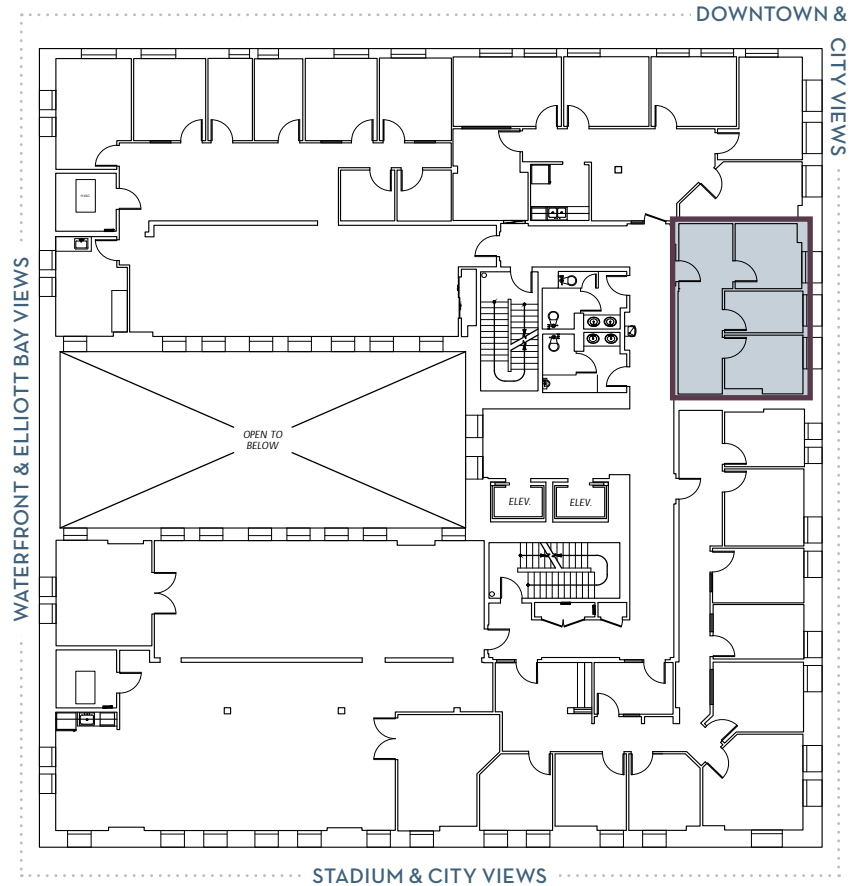 DOWNTOWN &
CITY VIEWS
WATERFRONT & ELLIOTT BAY VIEWS
OPEN TO
BELOW
ELEV.
ELEV.
STADIUM & CITY VIEWS